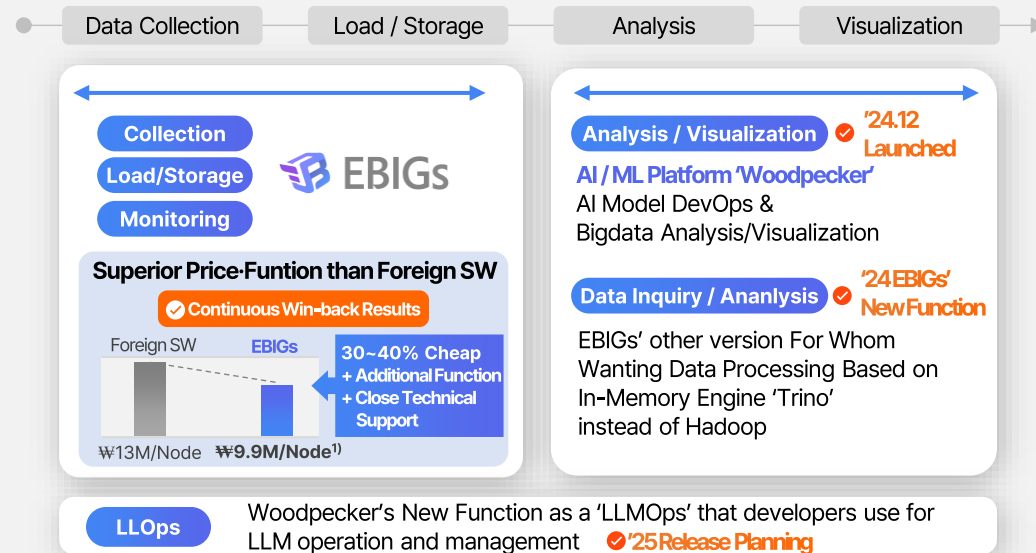 Data Collection
Load / Storage
Analysis
Visualization
Collection
Load/Storage
Monitoring
EBIGs
Superior Price·Funtion than Foreign SW
Continuous Win-back Results
Foreign SW
EBIGs
30~40% Cheap
+ Additional Function
+ Close Technical
Support
₩13M/Node
₩9.9M/Node¹⁾
Analysis / Visualization
'24.12
Launched
AI / ML Platform 'Woodpecker'
AI Model DevOps &
Bigdata Analysis/Visualization
Data Inquiry / Ananlysis
'24 EBIGs'
New Function
EBIGs' other version For Whom
Wanting Data Processing Based on
In-Memory Engine 'Trino'
instead of Hadoop
LLOps
Woodpecker's New Function as a 'LLMOps' that developers use for
LLM operation and management '25 Release Planning